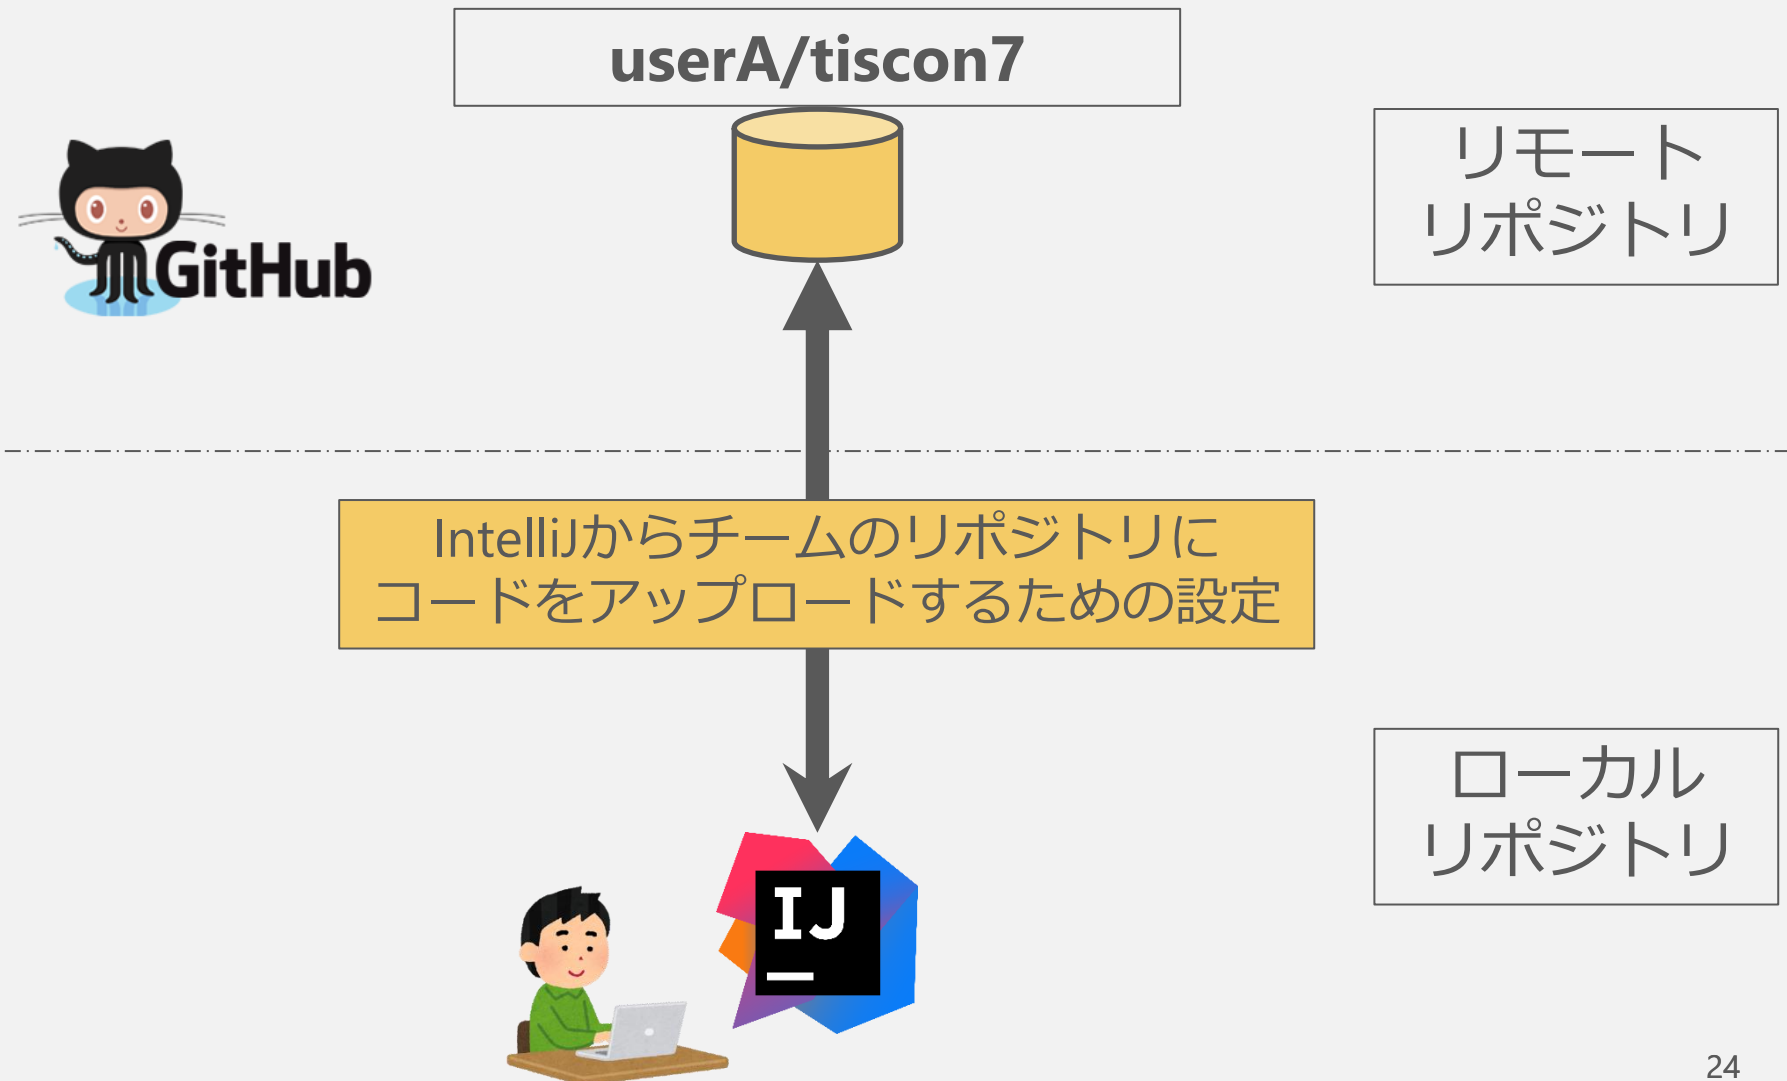 userA/tiscon7
リモート
リポジトリ
GitHub
IntelliJからチームのリポジトリに
コードをアップロードするための設定
ローカル
リポジトリ
IJ
24